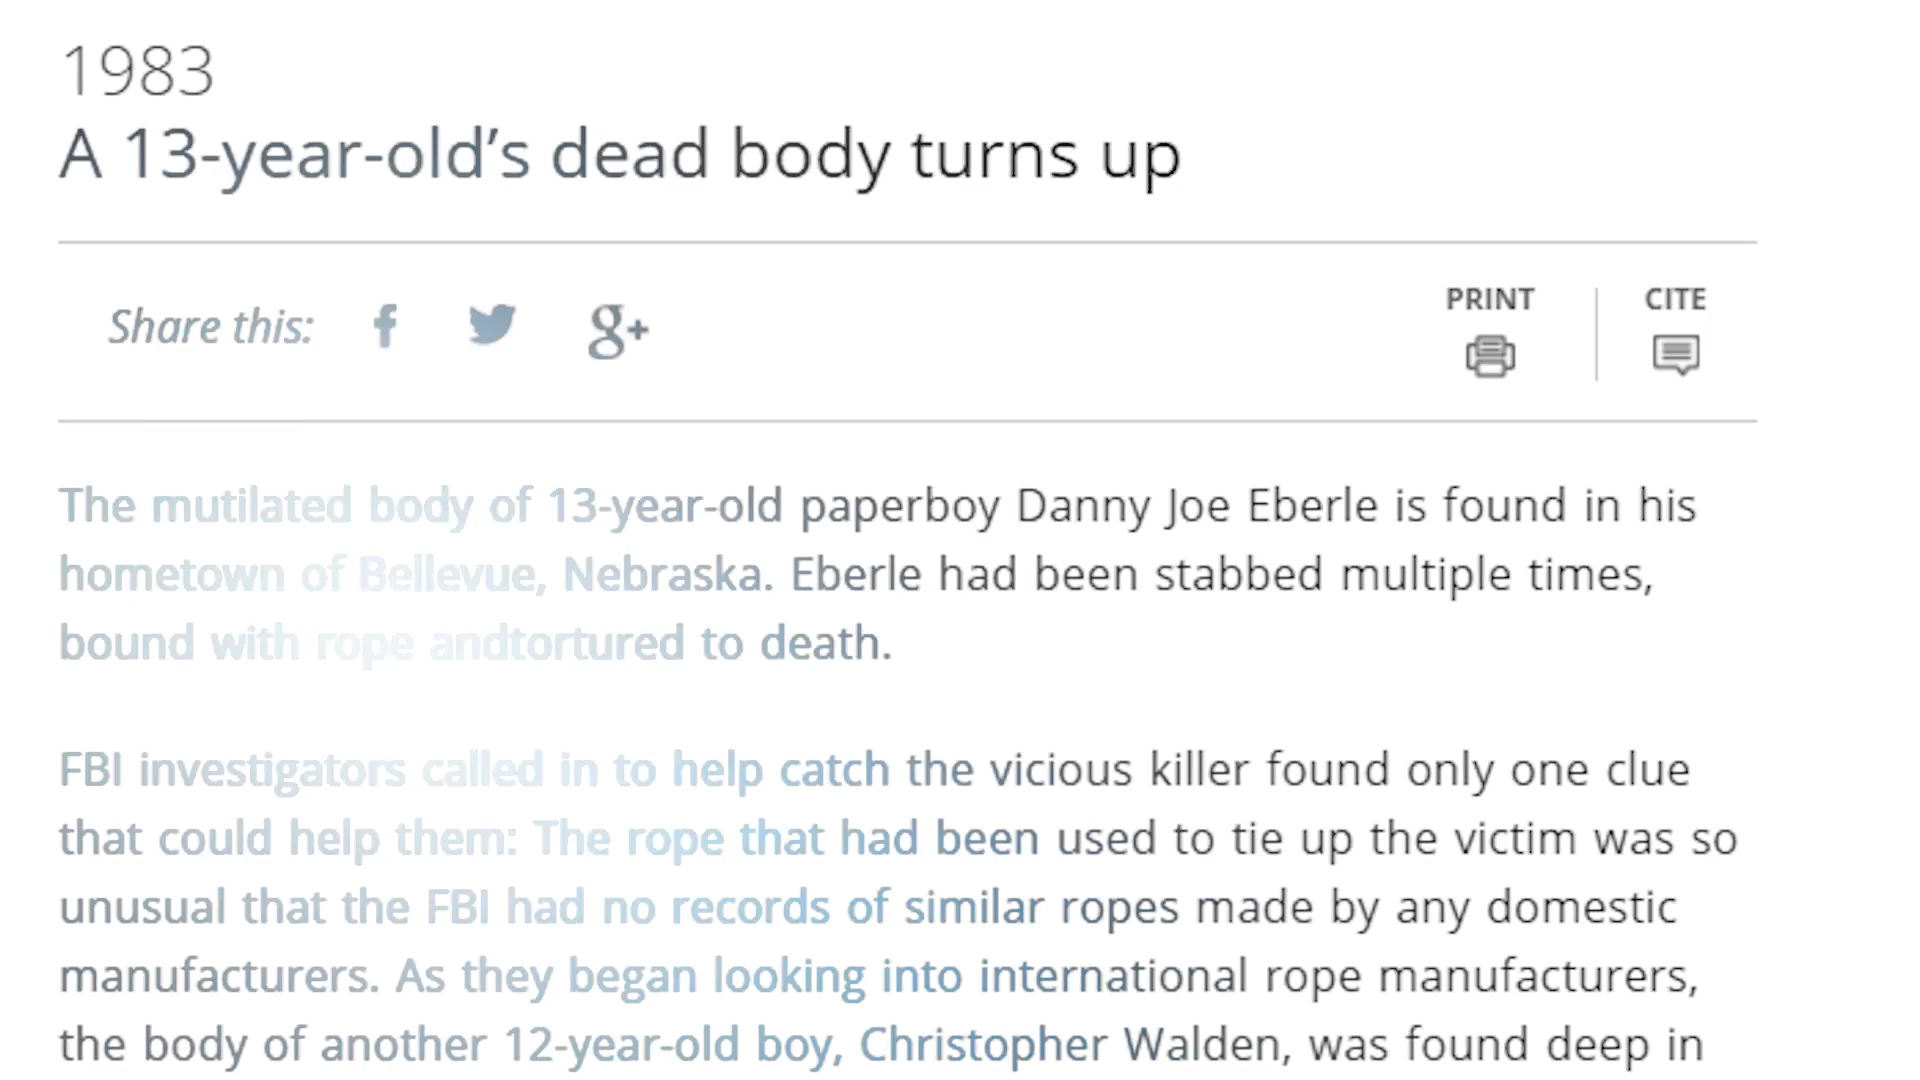 1983
A 13-year-old’s dead body turns up
Share this: f g+
PRINT CITE
The mutilated body of 13-year-old paperboy Danny Joe Eberle is found in his
hometown of Bellevue, Nebraska. Eberle had been stabbed multiple times,
bound with rope andtortured to death.
FBI investigators called in to help catch the vicious killer found only one clue
that could help them: The rope that had been used to tie up the victim was so
unusual that the FBI had no records of similar ropes made by any domestic
manufacturers. As they began looking into international rope manufacturers,
the body of another 12-year-old boy, Christopher Walden, was found deep in